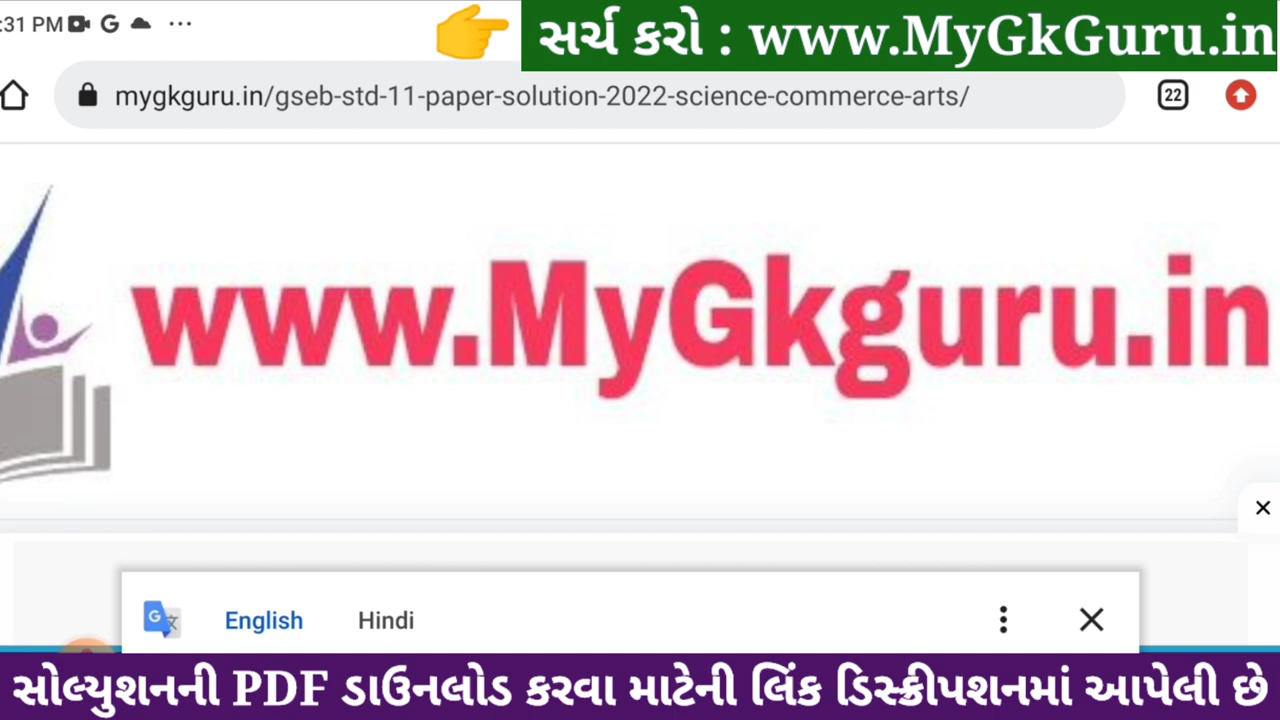 :31 PM
સર્ચ કરો : www.MyGkGuru.in
mygkguru.in/gseb-std-11-paper-solution-2022-science-commerce-arts/
22
www.MyGkguru.in
English Hindi
સોલ્યુશનની PDF ડાઉનલોડ કરવા માટેની લિંક ડિસ્ક્રીપશનમાં આપેલી છે